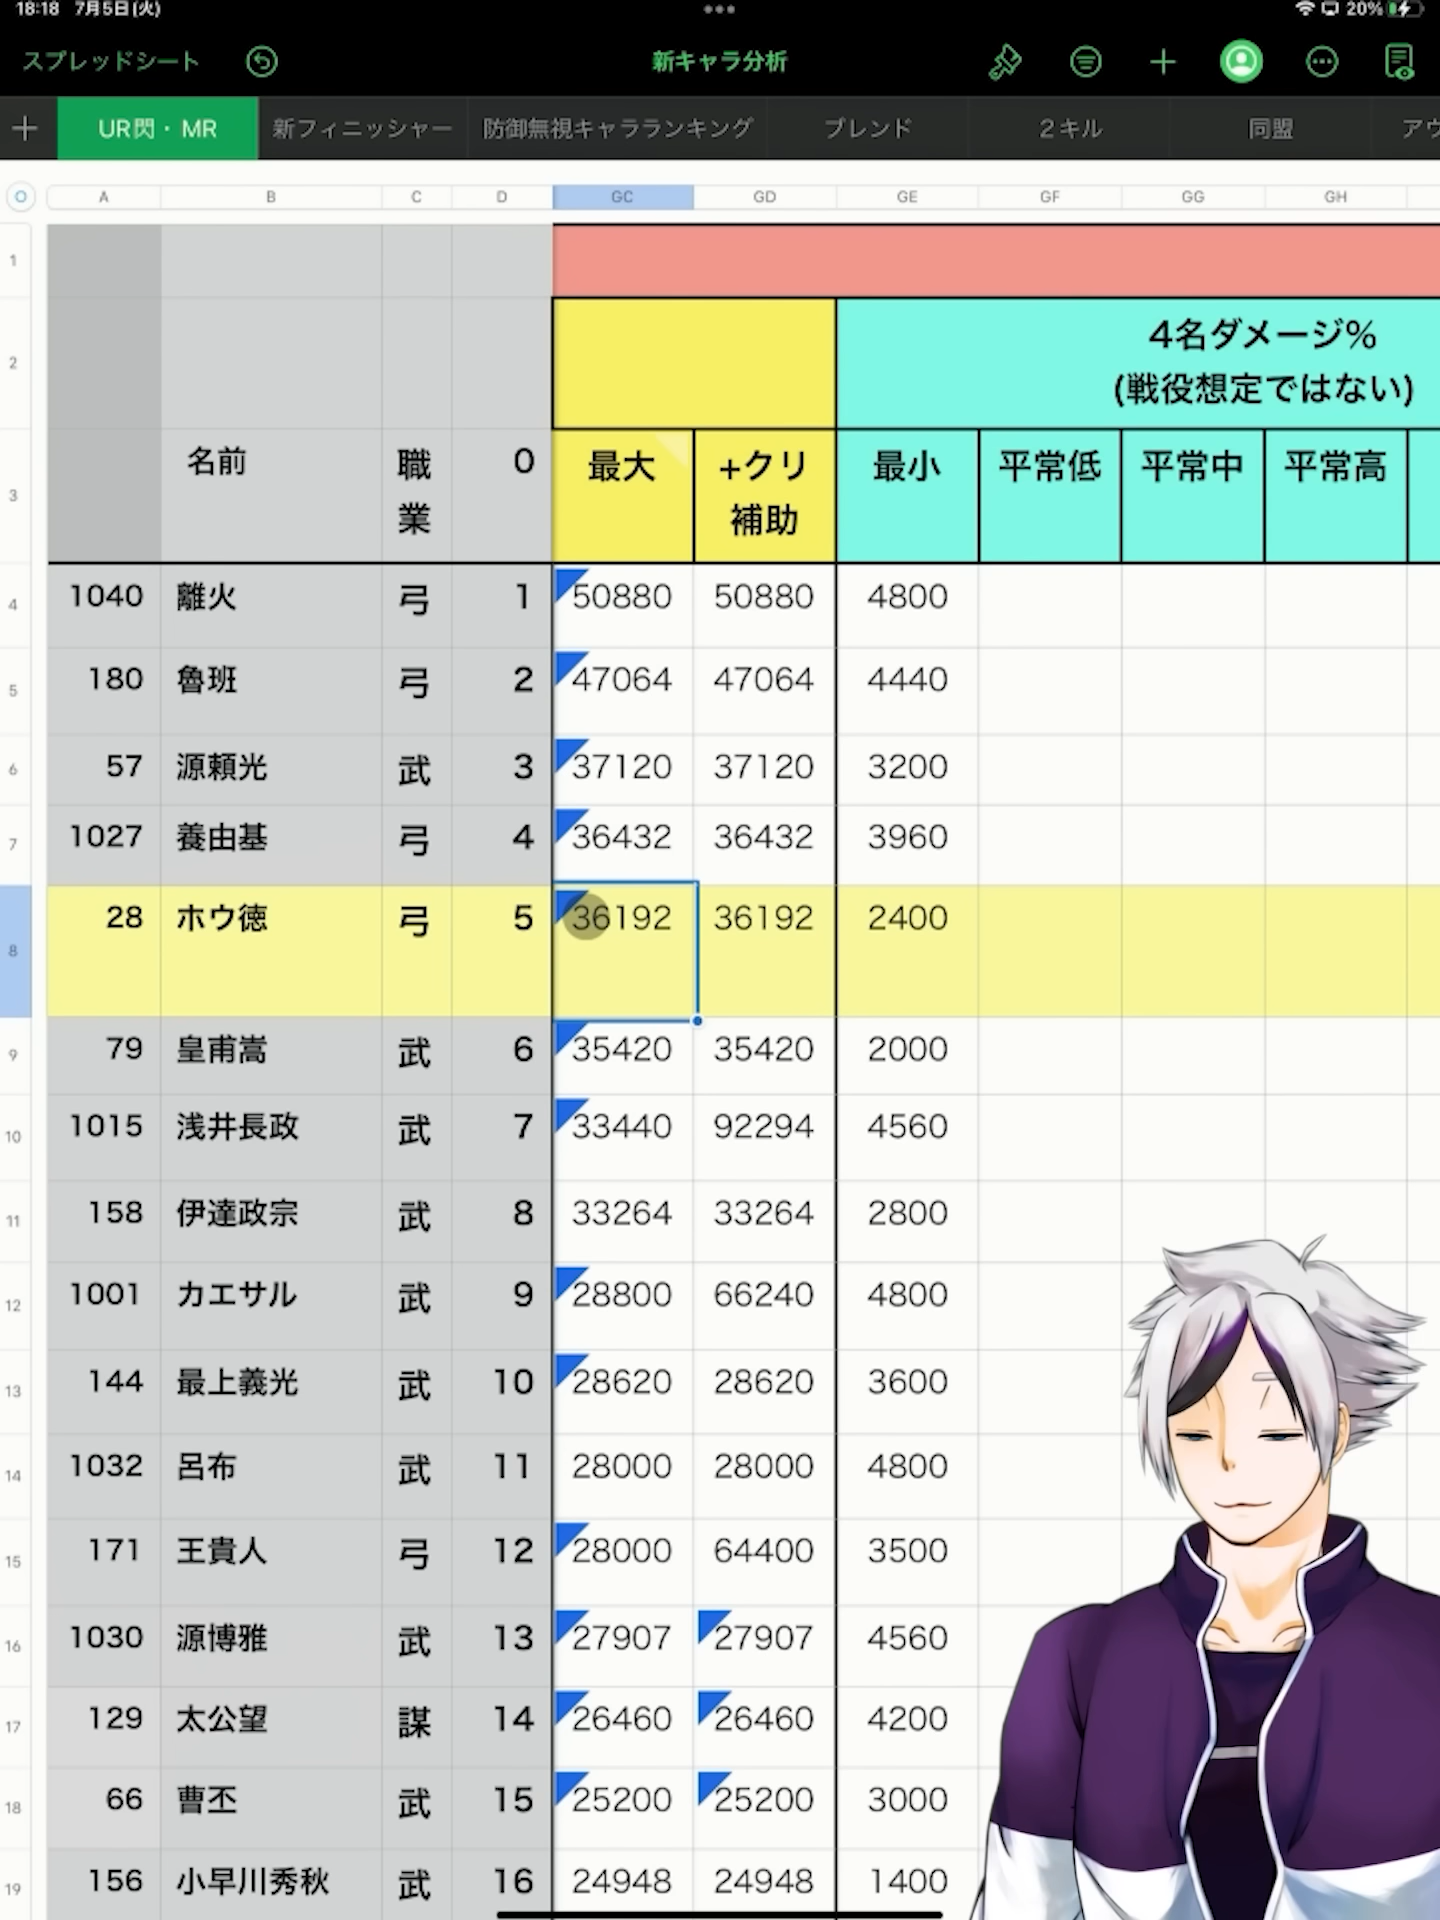 18:18 7月5日(火)
20%
スプレッドシート
新キャラ分析
UR閃・MR 新フィニッシャー 防御無視キャラランキング ブレンド 2キル 同盟
A B C D GC GD GE GF GG GH
1
2 4名ダメージ%
(戦役想定ではない)
3 名前 職業 0 最大 +クリ補助 最小 平常低 平常中 平常高
4 1040 離火 弓 1 50880 50880 4800
5 180 魯班 弓 2 47064 47064 4440
6 57 源頼光 武 3 37120 37120 3200
7 1027 養由基 弓 4 36432 36432 3960
8 28 ホウ徳 弓 5 36192 36192 2400
9 79 皇甫嵩 武 6 35420 35420 2000
10 1015 浅井長政 武 7 33440 92294 4560
11 158 伊達政宗 武 8 33264 33264 2800
12 1001 カエサル 武 9 28800 66240 4800
13 144 最上義光 武 10 28620 28620 3600
14 1032 呂布 武 11 28000 28000 4800
15 171 王貴人 弓 12 28000 64400 3500
16 1030 源博雅 武 13 27907 27907 4560
17 129 太公望 謀 14 26460 26460 4200
18 66 曹丕 武 15 25200 25200 3000
19 156 小早川秀秋 武 16 24948 24948 1400